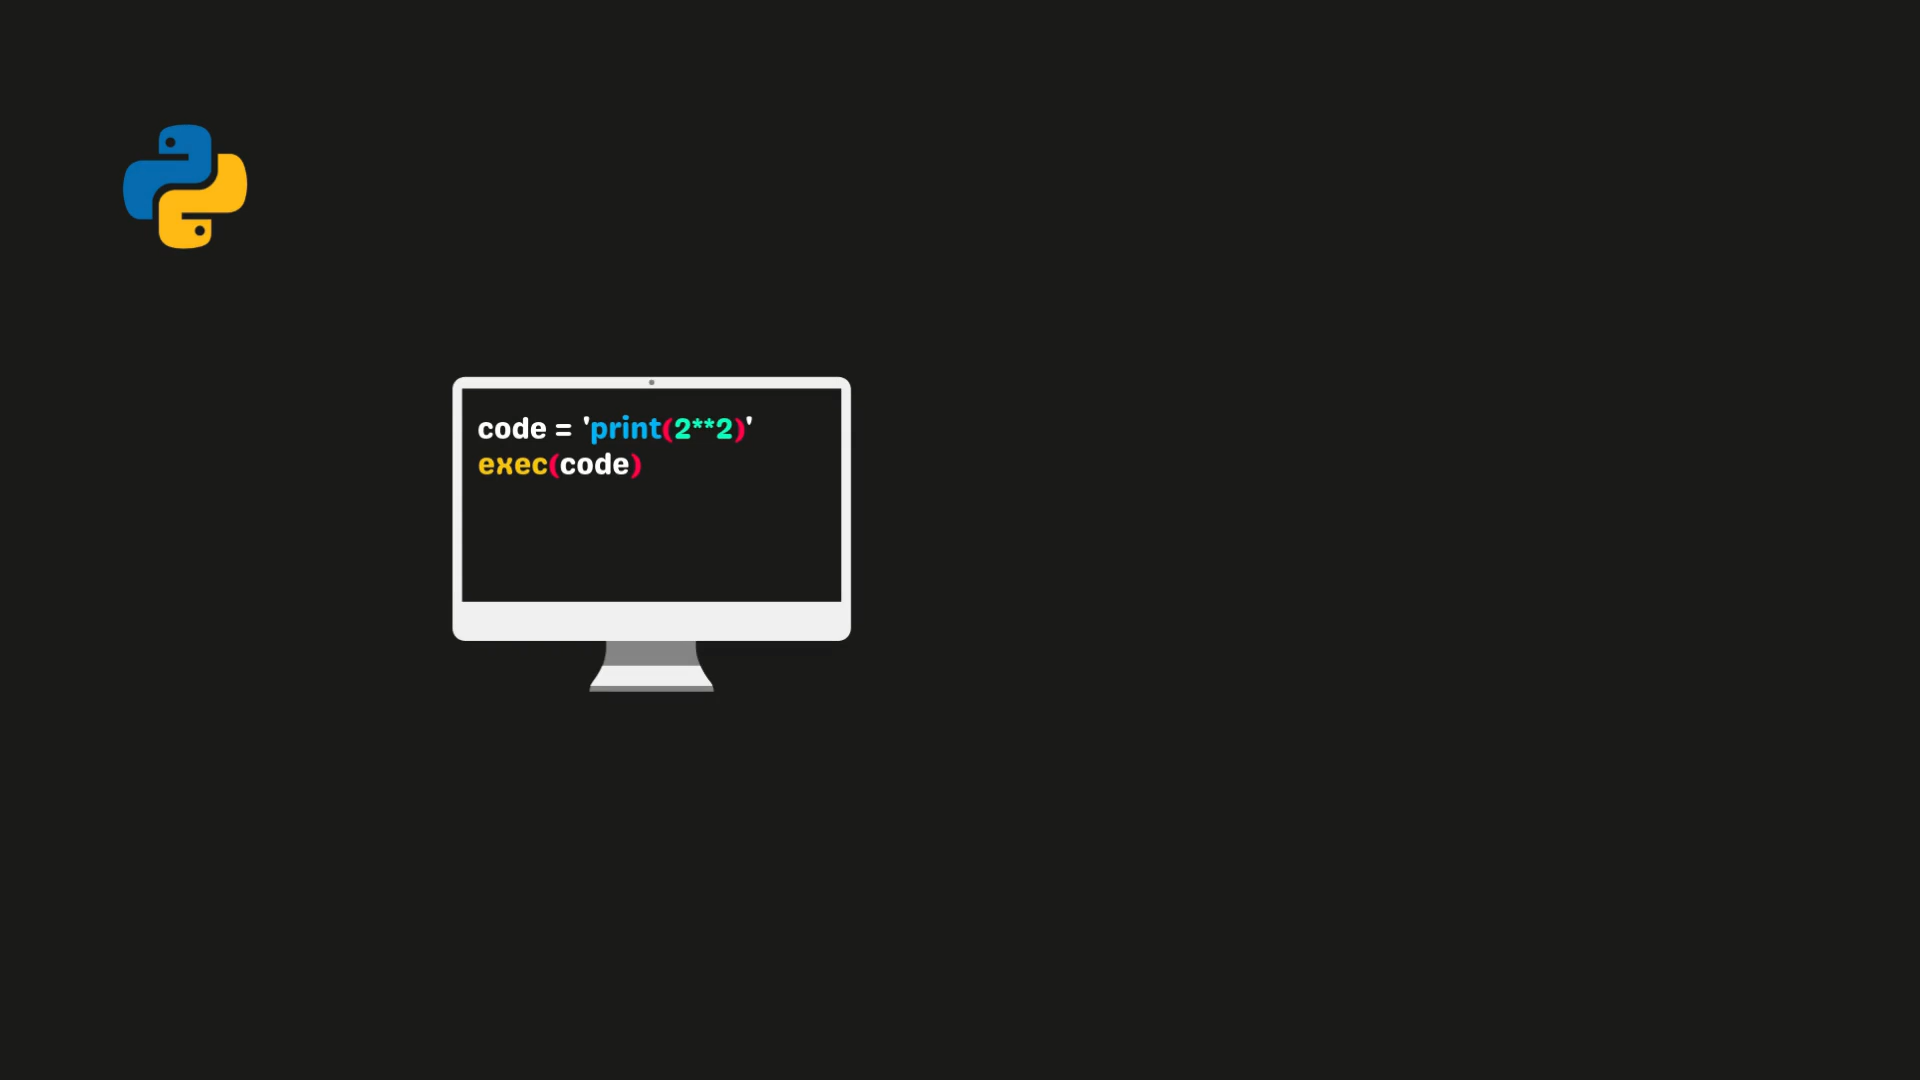 code = 'print(2**2)'
exec(code)